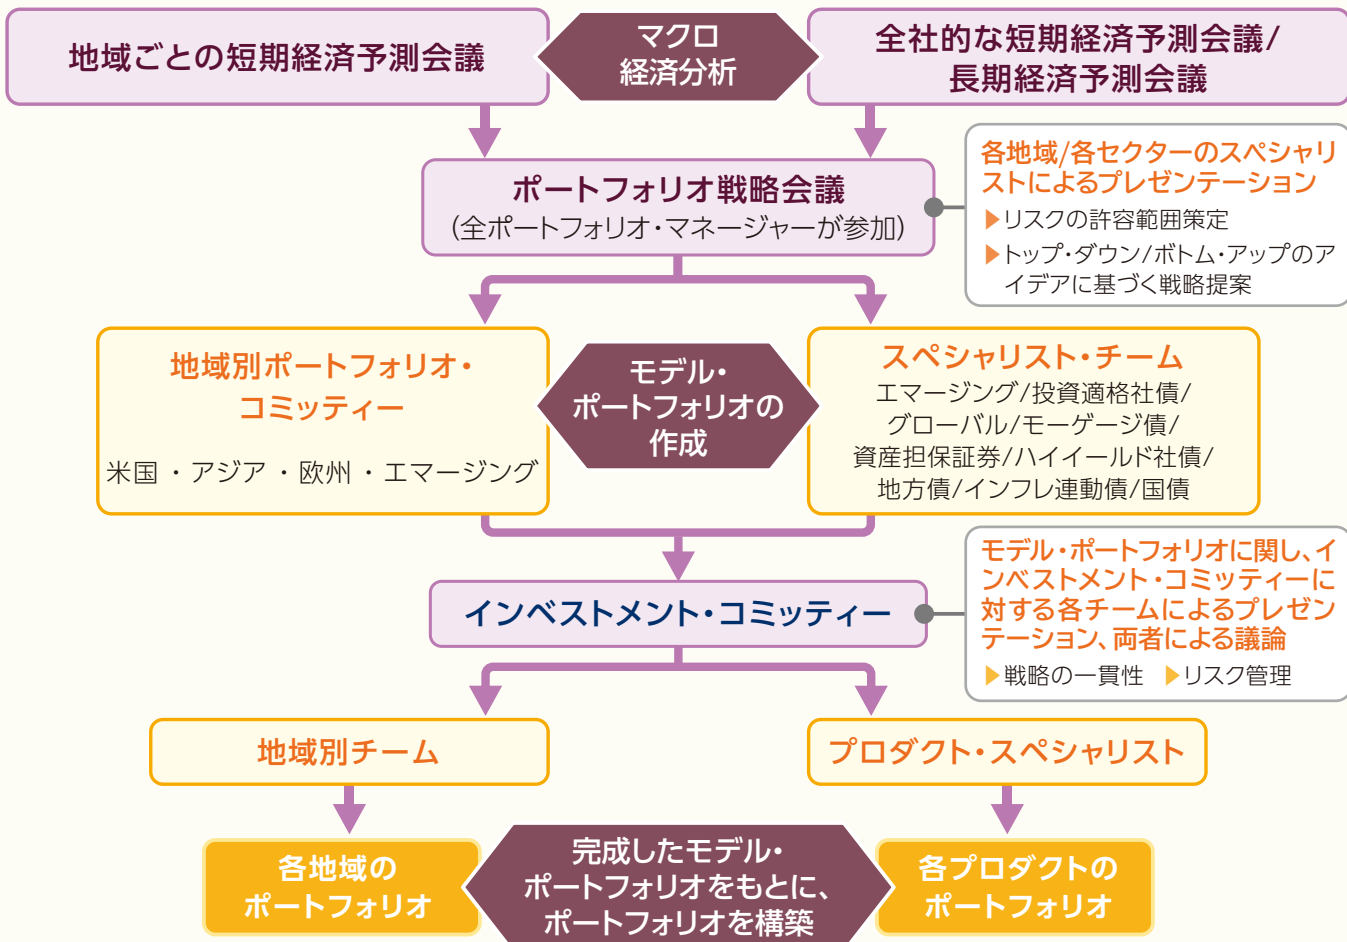 地域ごとの短期経済予測会議
マクロ
経済分析
全社的な短期経済予測会議/
長期経済予測会議
ポートフォリオ戦略会議
(全ポートフォリオ・マネージャーが参加)
各地域/各セクターのスペシャリ
ストによるプレゼンテーション
▶リスクの許容範囲策定
▶トップ・ダウン/ボトム・アップのア
イデアに基づく戦略提案
地域別ポートフォリオ・
コミッティー
米国 ・ アジア ・ 欧州 ・ エマージング
モデル・
ポートフォリオの
作成
スペシャリスト・チーム
エマージング/投資適格社債/
グローバル/モーゲージ債/
資産担保証券/ハイイールド社債/
地方債/インフレ連動債/国債
インベストメント・コミッティー
モデル・ポートフォリオに関し、イ
ンベストメント・コミッティーに
対する各チームによるプレゼン
テーション、両者による議論
▶戦略の一貫性 ▶リスク管理
地域別チーム
プロダクト・スペシャリスト
各地域の
ポートフォリオ
完成したモデル・
ポートフォリオをもとに、
ポートフォリオを構築
各プロダクトの
ポートフォリオ